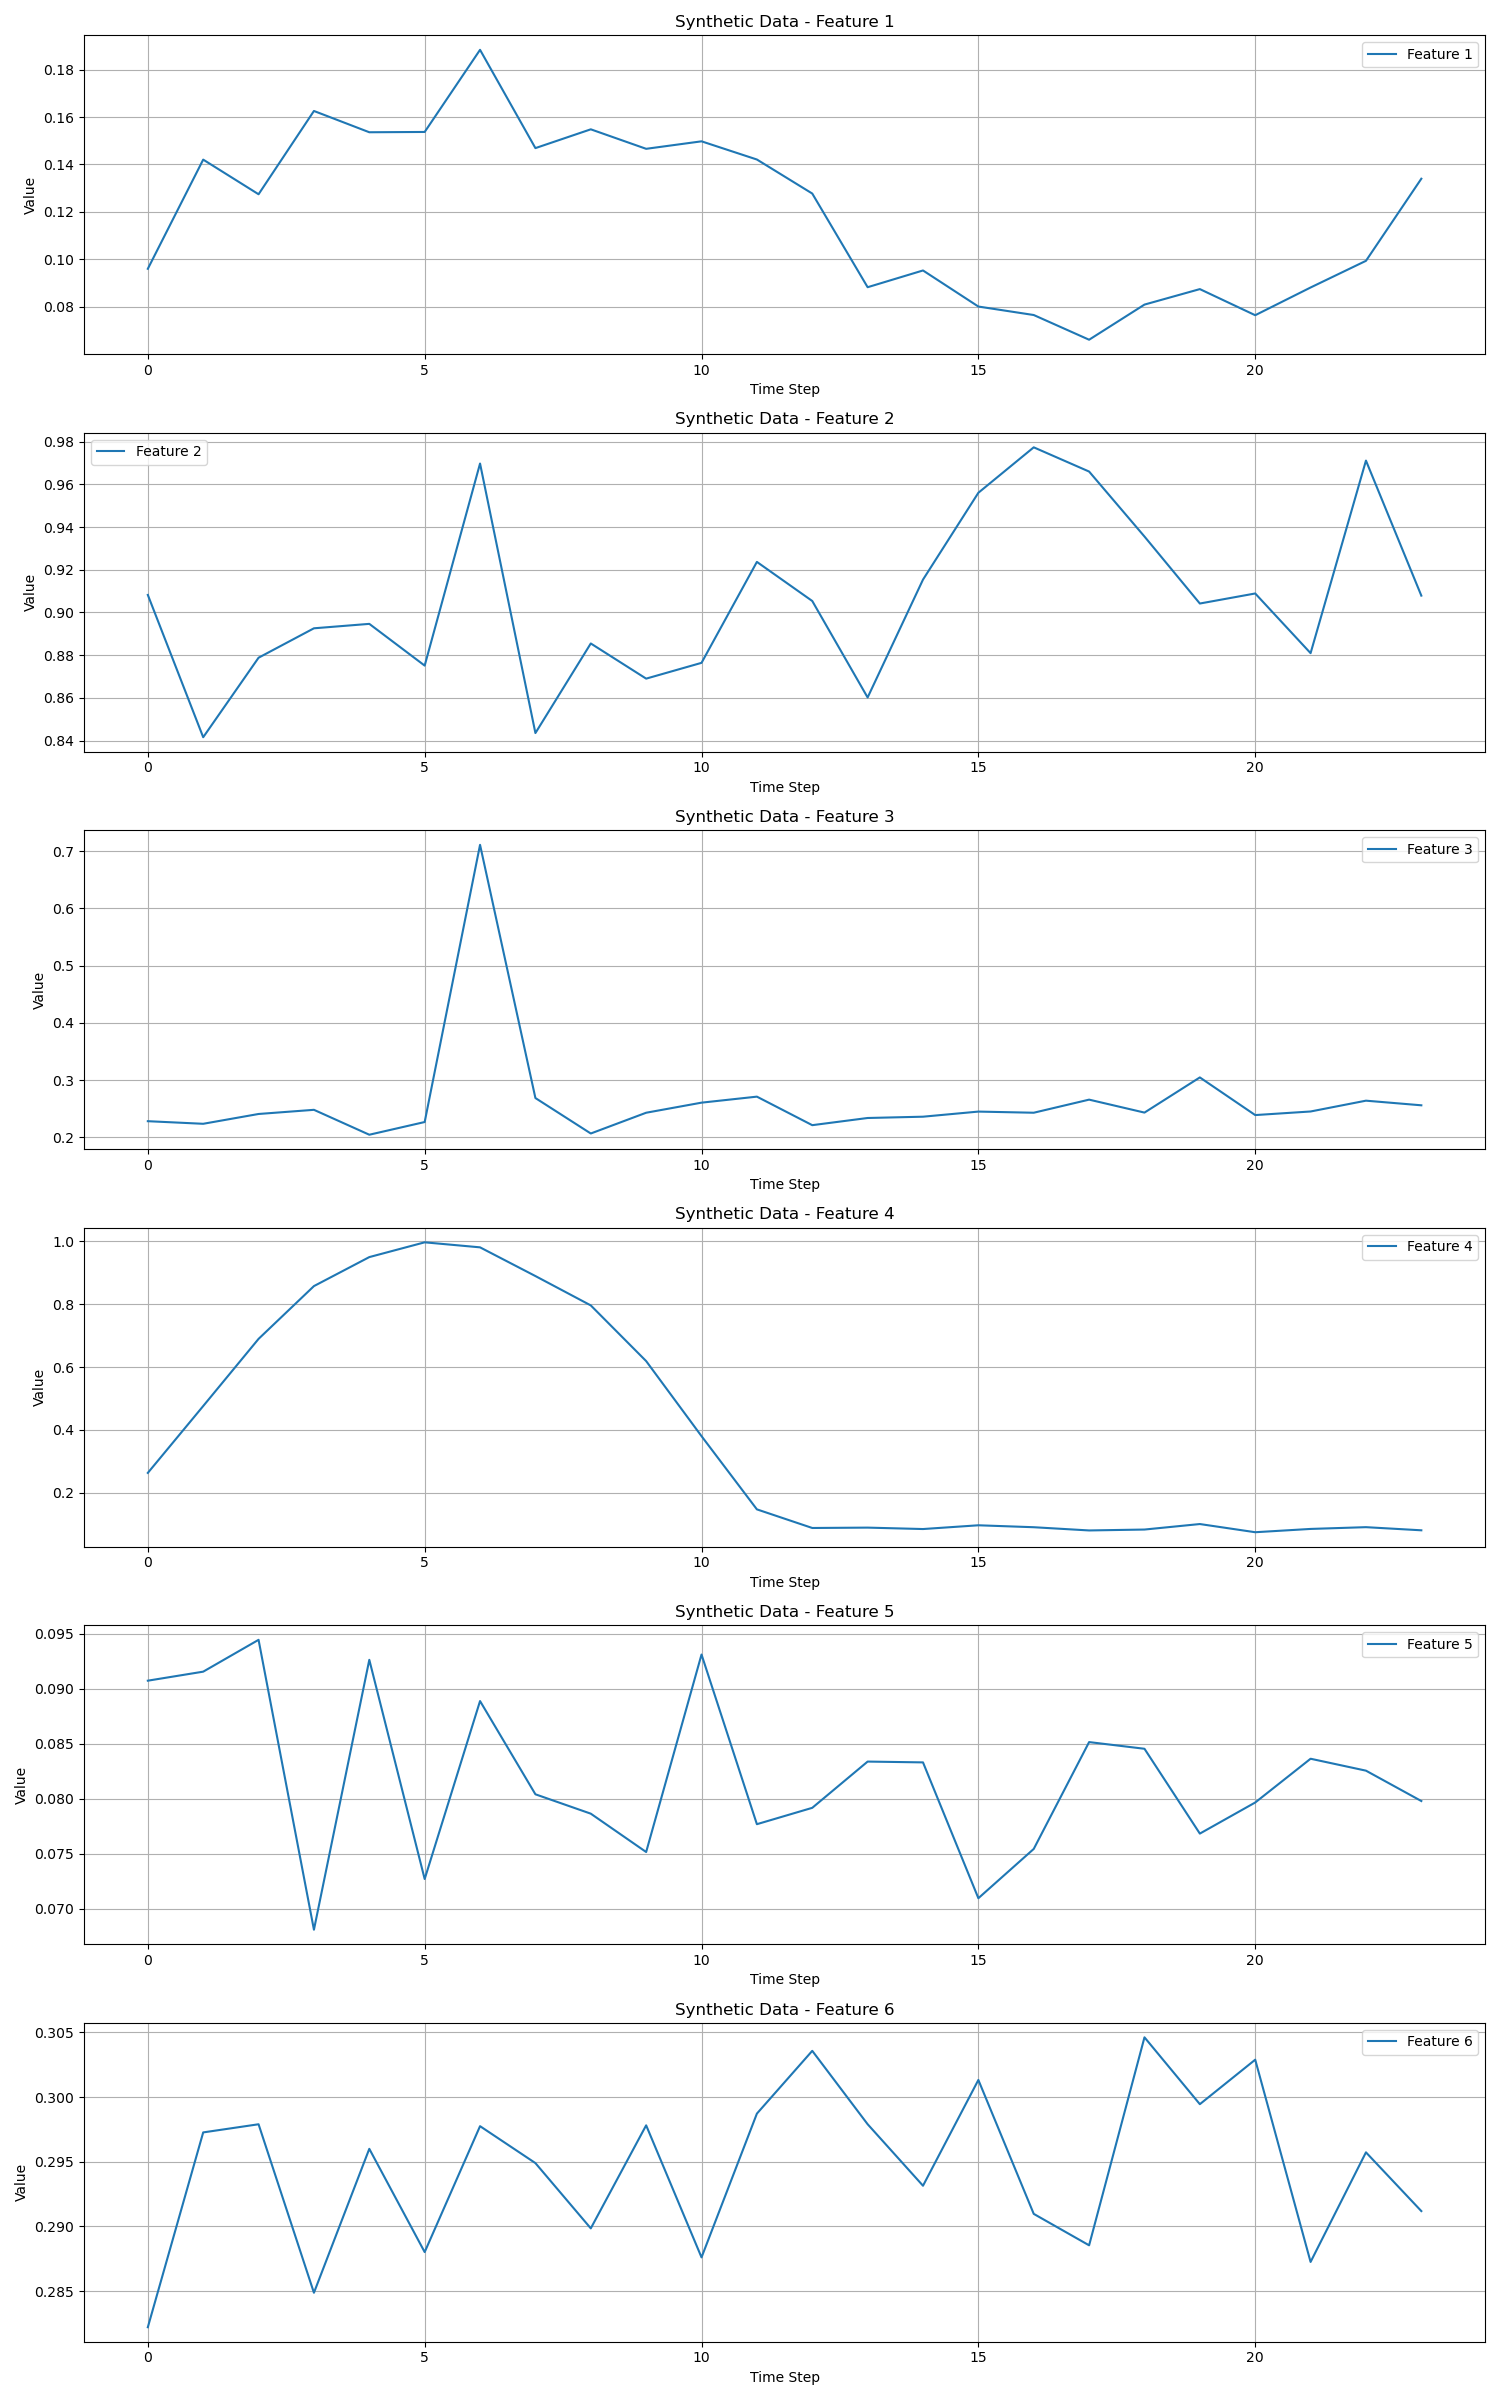 Synthetic Data - Feature 1
Feature 1
0.18
0.16
0.14
0.12
0.10
0.08
Value
0 5 10 15 20
Time Step
Synthetic Data - Feature 2
Feature 2
0.98
0.96
0.94
0.92
0.90
0.88
0.86
0.84
Value
0 5 10 15 20
Time Step
Synthetic Data - Feature 3
Feature 3
0.7
0.6
0.5
0.4
0.3
0.2
Value
0 5 10 15 20
Time Step
Synthetic Data - Feature 4
Feature 4
1.0
0.8
0.6
0.4
0.2
Value
0 5 10 15 20
Time Step
Synthetic Data - Feature 5
Feature 5
0.095
0.090
0.085
0.080
0.075
0.070
Value
0 5 10 15 20
Time Step
Synthetic Data - Feature 6
Feature 6
0.305
0.300
0.295
0.290
0.285
Value
0 5 10 15 20
Time Step